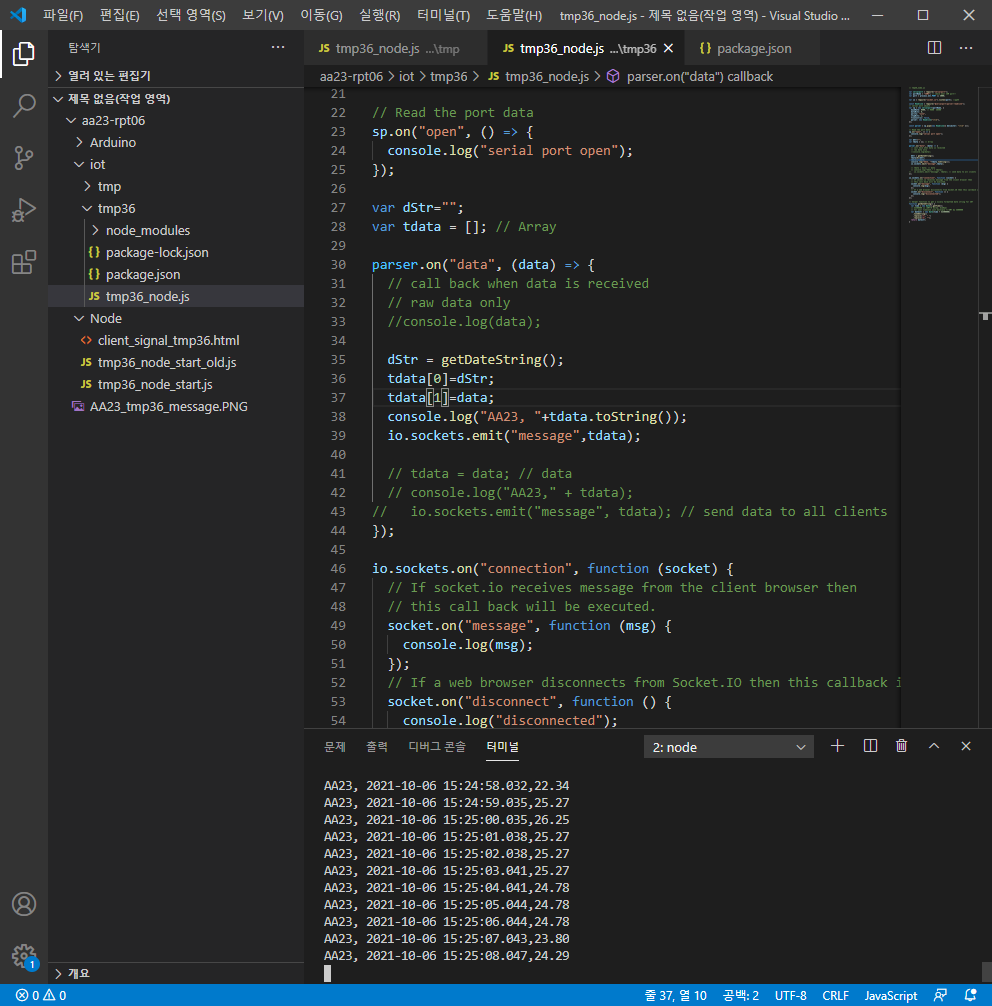 파일(F) 편집(E) 선택 영역(S) 보기(V) 이동(G) 실행(R) 터미널(T) 도움말(H) tmp36_node.js - 제목 없음(작업 영역) - Visual Studio ...
탐색기
열려 있는 편집기
제목 없음(작업 영역)
aa23-rpt06
Arduino
iot
tmp
tmp36
node_modules
{} package-lock.json
{} package.json
JS tmp36_node.js
Node
<> client_signal_tmp36.html
JS tmp36_node_start_old.js
JS tmp36_node_start.js
AA23_tmp36_message.PNG
개요
JS tmp36_node.js ...\tmp JS tmp36_node.js ...\tmp36 {} package.json
aa23-rpt06 > iot > tmp36 > JS tmp36_node.js > parser.on("data") callback
21
22 // Read the port data
23 sp.on("open", () => {
24 console.log("serial port open");
25 });
26
27 var dStr="";
28 var tdata = []; // Array
29
30 parser.on("data", (data) => {
31 // call back when data is received
32 // raw data only
33 //console.log(data);
34
35 dStr = getDateString();
36 tdata[0]=dStr;
37 tdata[1]=data;
38 console.log("AA23, "+tdata.toString());
39 io.sockets.emit("message",tdata);
40
41 // tdata = data; // data
42 // console.log("AA23," + tdata);
43 // io.sockets.emit("message", tdata); // send data to all clients
44 });
45
46 io.sockets.on("connection", function (socket) {
47 // If socket.io receives message from the client browser then
48 // this call back will be executed.
49 socket.on("message", function (msg) {
50 console.log(msg);
51 });
52 // If a web browser disconnects from Socket.IO then this callback i
53 socket.on("disconnect", function () {
54 console.log("disconnected");
문제 출력 디버그 콘솔 터미널 2: node
AA23, 2021-10-06 15:24:58.032,22.34
AA23, 2021-10-06 15:24:59.035,25.27
AA23, 2021-10-06 15:25:00.035,26.25
AA23, 2021-10-06 15:25:01.038,25.27
AA23, 2021-10-06 15:25:02.038,25.27
AA23, 2021-10-06 15:25:03.041,25.27
AA23, 2021-10-06 15:25:04.041,24.78
AA23, 2021-10-06 15:25:05.044,24.78
AA23, 2021-10-06 15:25:06.044,24.78
AA23, 2021-10-06 15:25:07.043,23.80
AA23, 2021-10-06 15:25:08.047,24.29
1
0 0 줄 37, 열 10 공백: 2 UTF-8 CRLF JavaScript